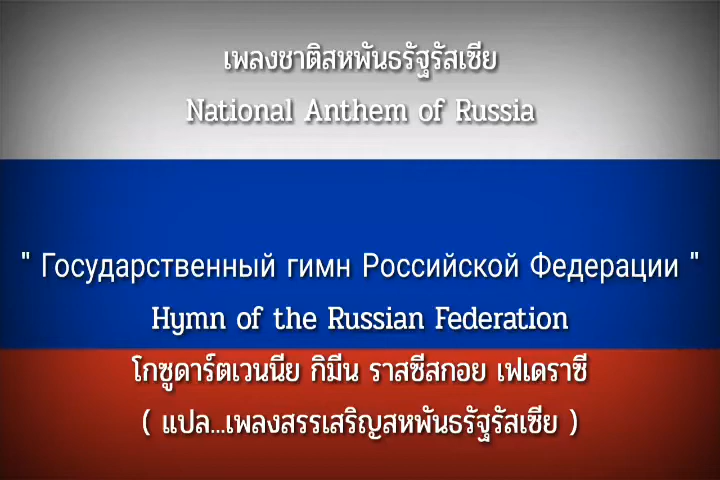 เพลงชาติสหพันธรัฐรัสเซีย
National Anthem of Russia
" Государственный гимн Российской Федерации "
Hymn of the Russian Federation
โกซูดาร์ตเวนนีย กิมีน ราสซีสกอย เฟเดราซี
( แปล...เพลงสรรเสริญสหพันธรัฐรัสเซีย )